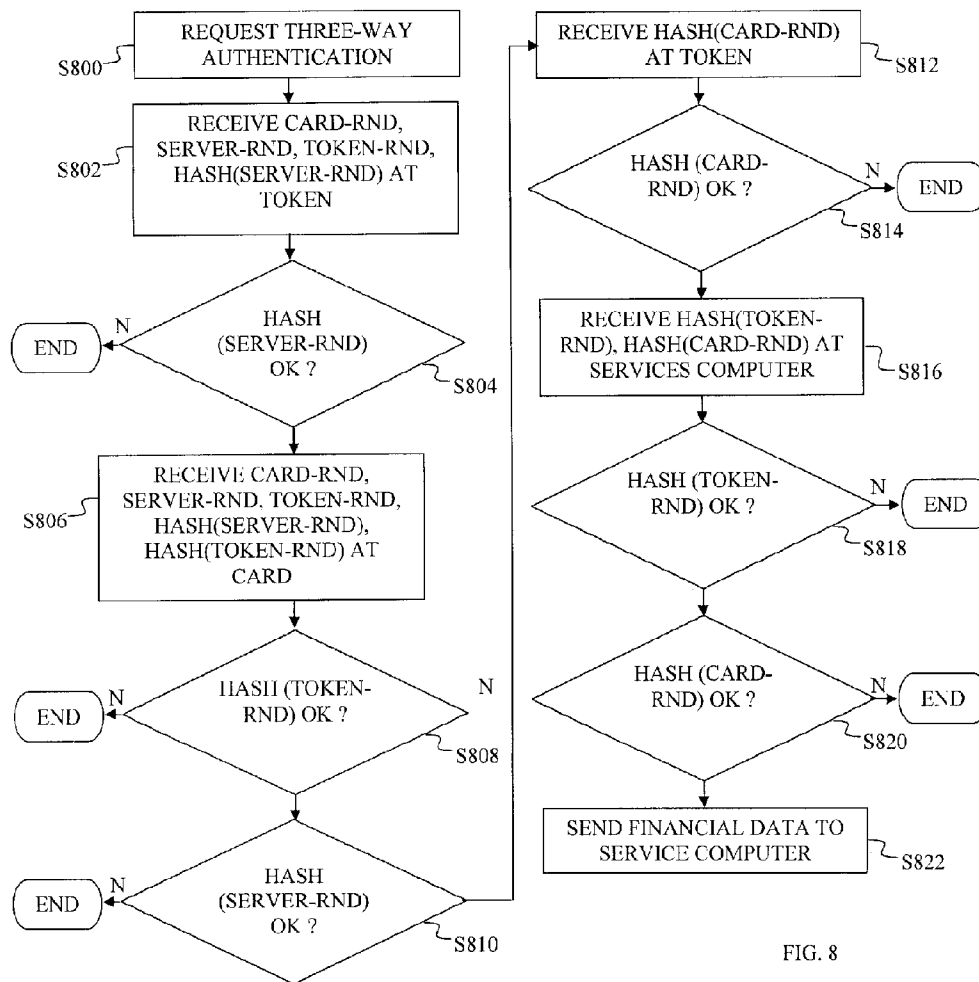 REQUEST THREE-WAY
AUTHENTICATION
S800
RECEIVE CARD-RND,
SERVER-RND, TOKEN-RND,
HASH(SERVER-RND) AT
TOKEN
S802
HASH
(SERVER-RND)
OK ?
N
END
S804
RECEIVE CARD-RND,
SERVER-RND, TOKEN-RND,
HASH(SERVER-RND),
HASH(TOKEN-RND) AT
CARD
S806
HASH (TOKEN-
RND) OK ?
N
N
END
S808
HASH
(SERVER-RND)
OK ?
N
END
S810
RECEIVE HASH(CARD-RND)
AT TOKEN
S812
HASH (CARD-
RND) OK ?
N
END
S814
RECEIVE HASH(TOKEN-
RND), HASH(CARD-RND) AT
SERVICES COMPUTER
S816
HASH (TOKEN-
RND) OK ?
N
END
S818
HASH (CARD-
RND) OK ?
N
END
S820
SEND FINANCIAL DATA TO
SERVICE COMPUTER
S822
FIG. 8